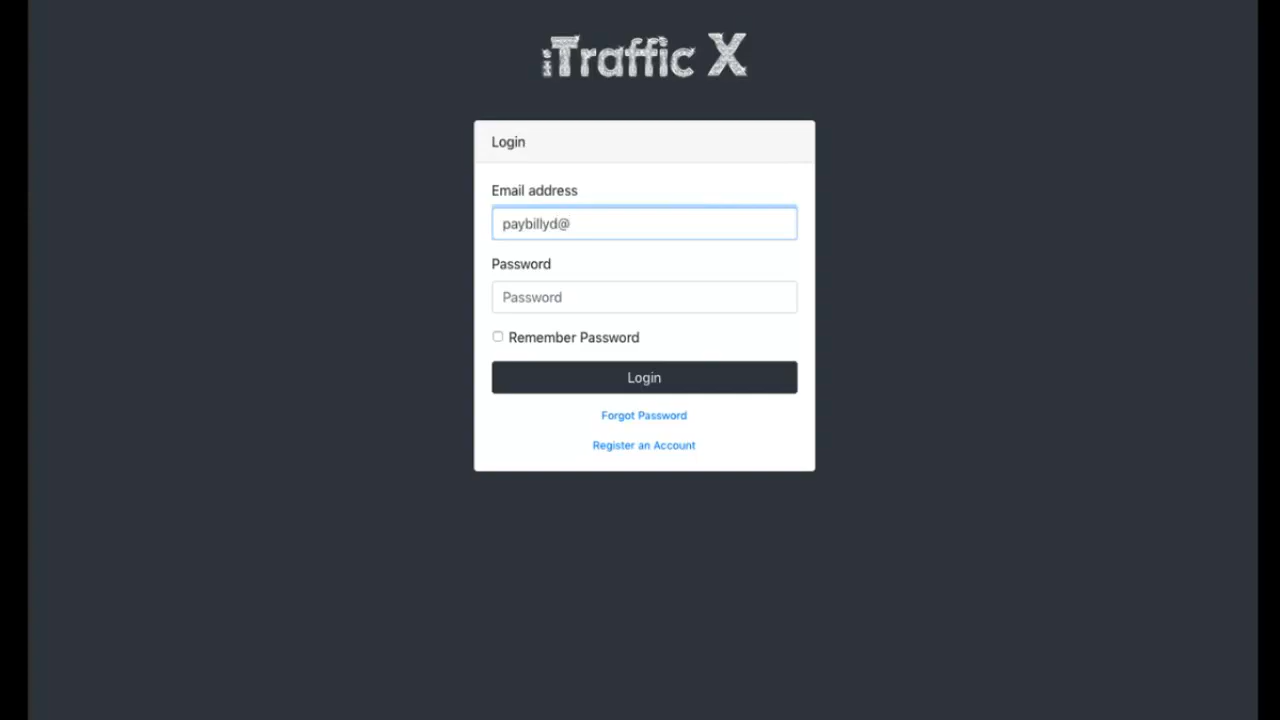 iTraffic X
Login
Email address
paybillyd@
Password
Password
Remember Password
Login
Forgot Password
Register an Account